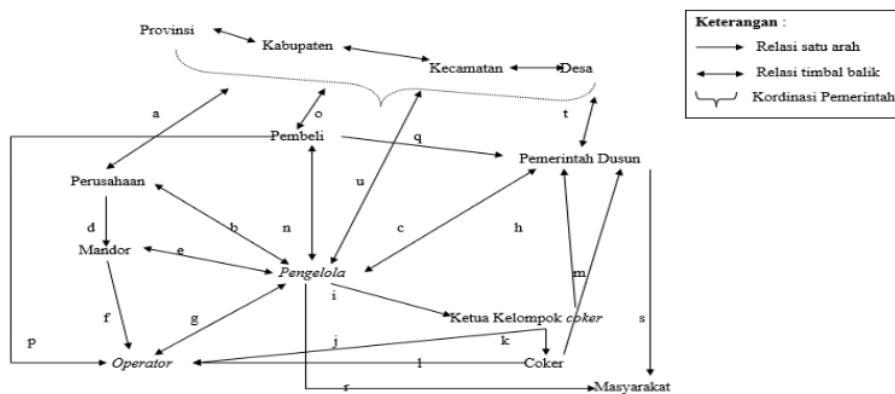 Provinsi
Kabupaten
Kecamatan
Desa
Keterangan :
Relasi satu arah
Relasi timbal balik
Kordinasi Pemerintah
a
o
t
Pembeli
q
Pemerintah Dusun
Perusahaan
u
d
b
n
c
h
Mandor
e
Pengelola
m
i
f
g
Ketua Kelompok coker
s
p
j
k
Operator
l
Coker
r
Masyarakat